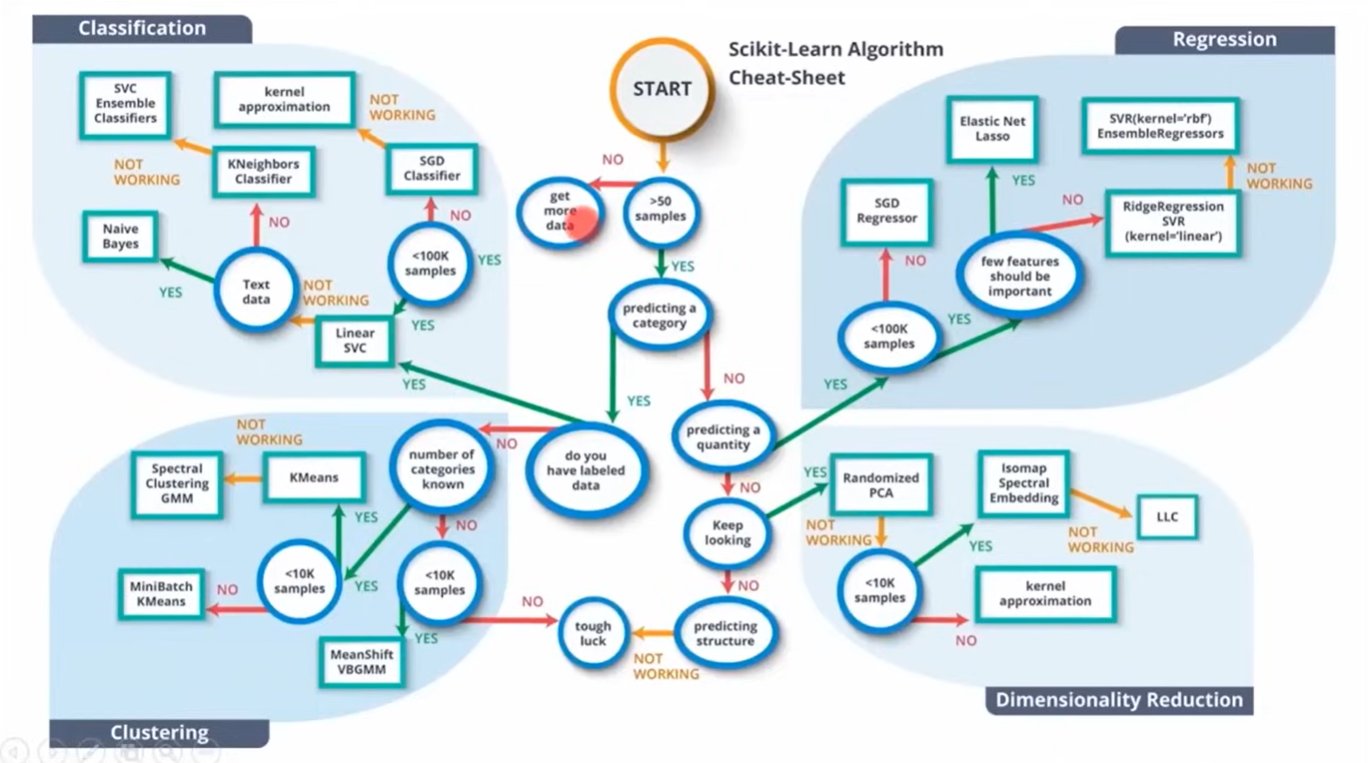 Classification
Scikit-Learn Algorithm
Cheat-Sheet
START
Regression
SVC
Ensemble
Classifiers
kernel
approximation
NOT
WORKING
NOT
WORKING
KNeighbors
Classifier
SGD
Classifier
NO
NO
Naive
Bayes
YES
Text
data
<100K
samples
YES
NOT
WORKING
YES
Linear
SVC
YES
NO
get
more
data
>50
samples
YES
predicting a
category
YES
NO
Elastic Net
Lasso
SVR(kernel='rbf')
EnsembleRegressors
NOT
WORKING
YES
NO
SGD
Regressor
RidgeRegression
SVR
(kernel='linear')
NO
few features
should be
important
YES
<100K
samples
YES
predicting a
quantity
NO
do you
have labeled
data
NO
number of
categories
known
NOT
WORKING
Spectral
Clustering
GMM
KMeans
YES
NO
YES
<10K
samples
<10K
samples
MiniBatch
KMeans
NO
YES
MeanShift
VBGMM
NO
tough
luck
Keep
looking
NO
predicting
structure
NOT
WORKING
YES
Randomized
PCA
NOT
WORKING
Isomap
Spectral
Embedding
NOT
WORKING
LLC
YES
<10K
samples
kernel
approximation
NO
Clustering
Dimensionality Reduction